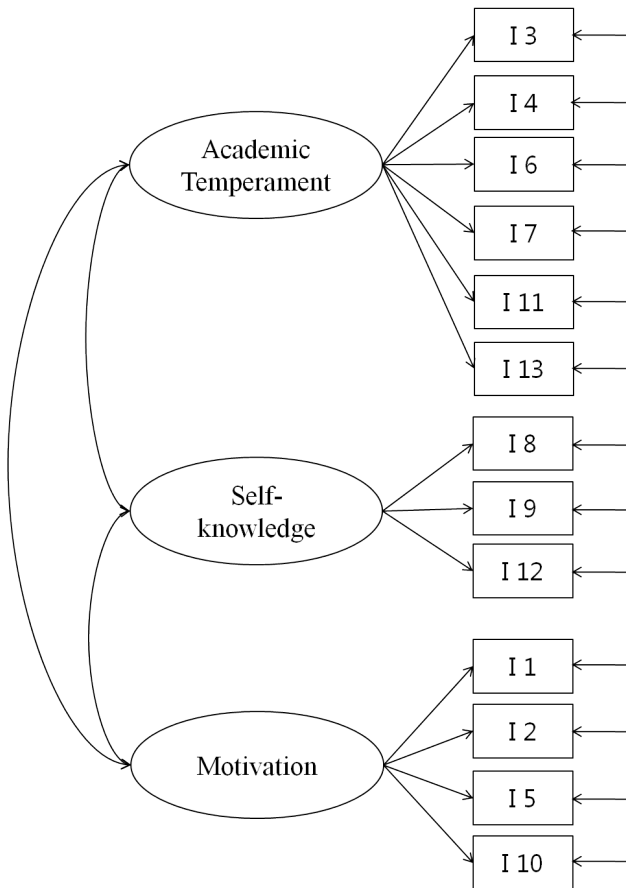 I 3
I 4
Academic
Temperament
I 6
I 7
I 11
I 13
I 8
Self-
knowledge
I 9
I 12
I 1
I 2
Motivation
I 5
I 10